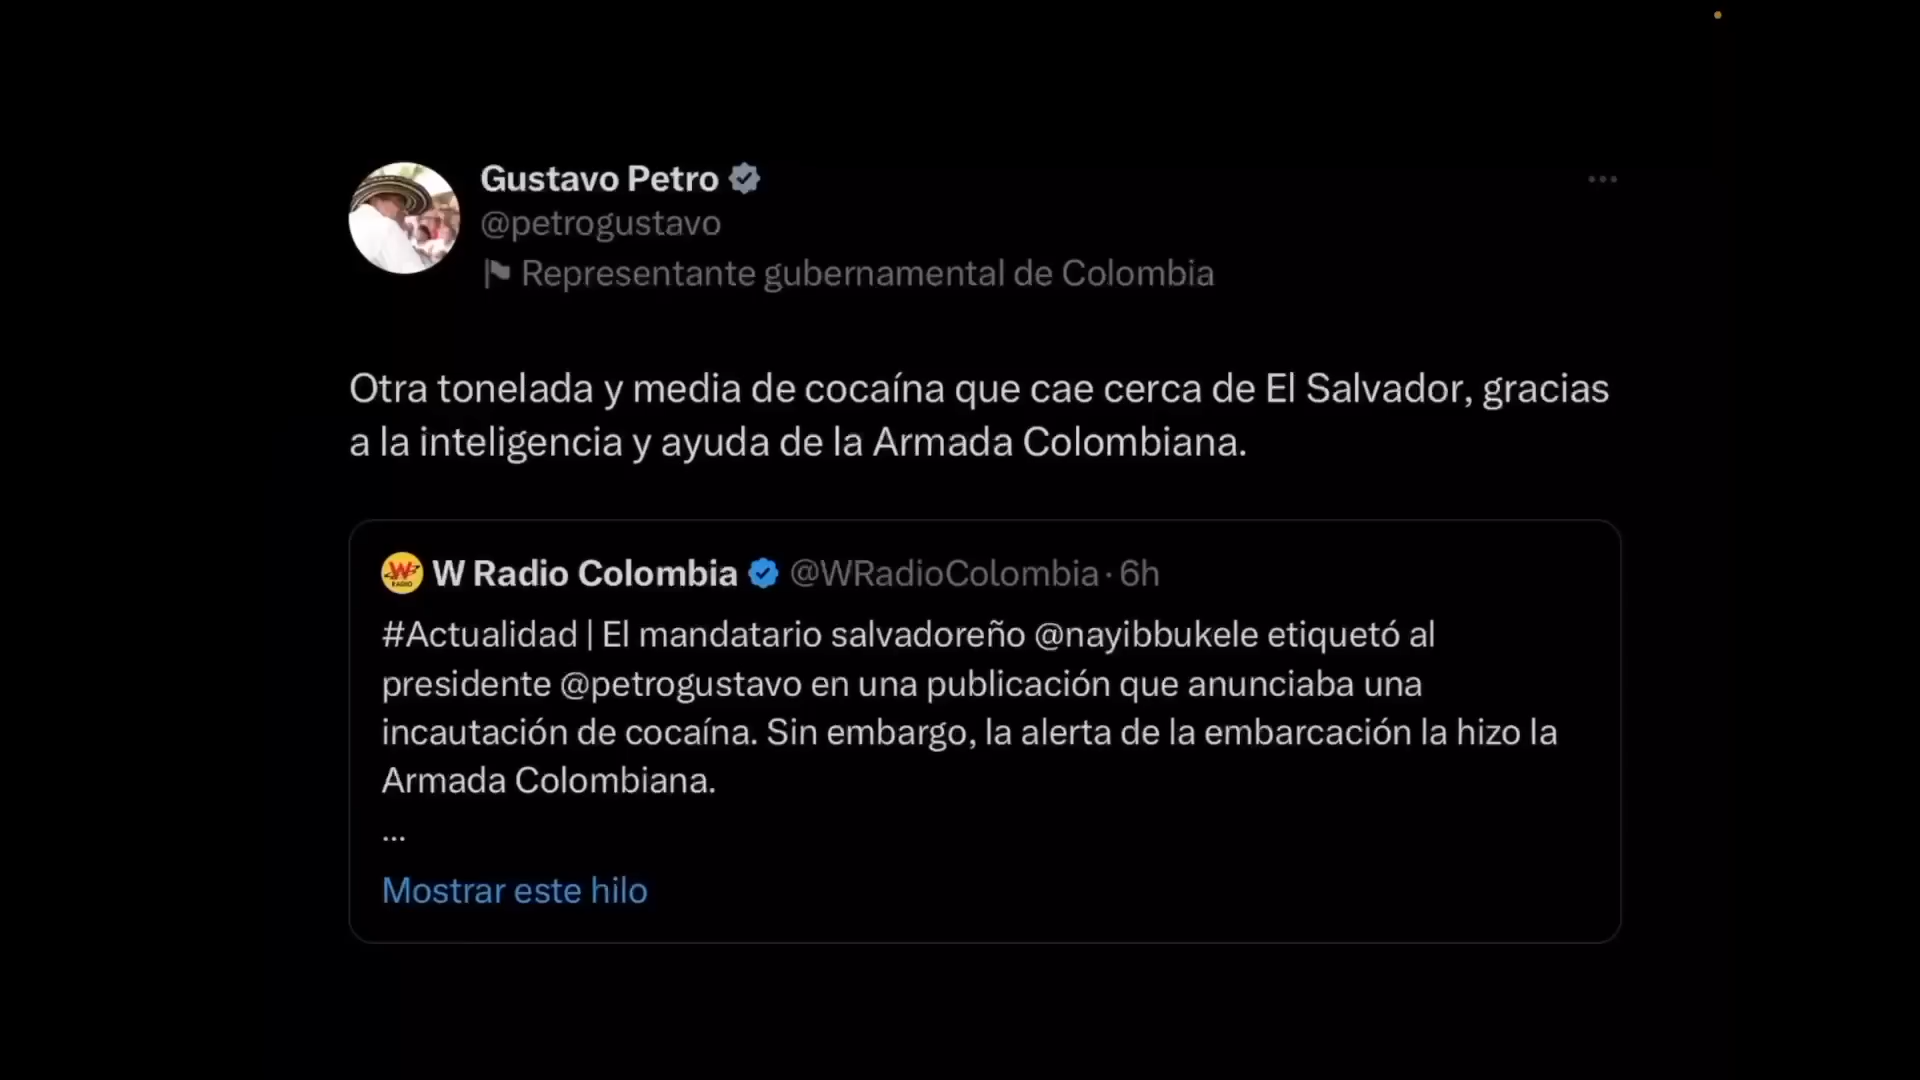 Gustavo Petro
@petrogustavo
Representante gubernamental de Colombia
Otra tonelada y media de cocaína que cae cerca de El Salvador, gracias
a la inteligencia y ayuda de la Armada Colombiana.
W RADIO
W Radio Colombia @WRadioColombia · 6h
#Actualidad | El mandatario salvadoreño @nayibbukele etiquetó al
presidente @petrogustavo en una publicación que anunciaba una
incautación de cocaína. Sin embargo, la alerta de la embarcación la hizo la
Armada Colombiana.
...
Mostrar este hilo